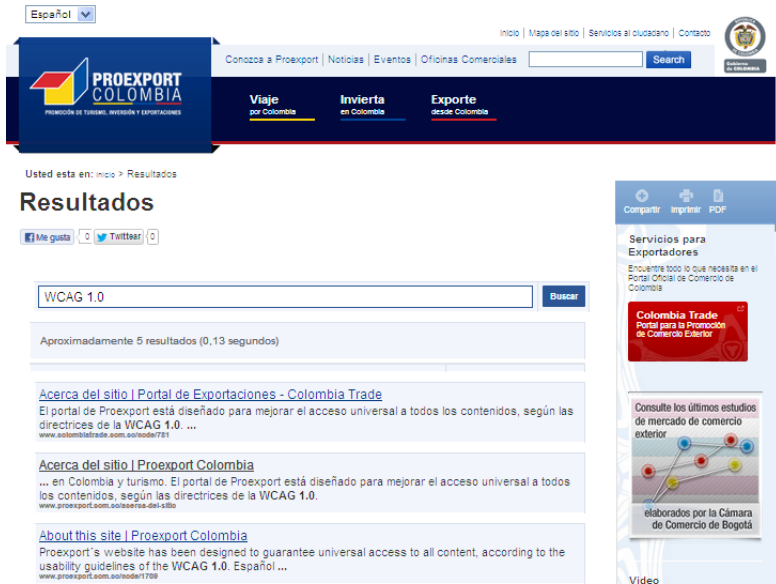 Español
Inicio | Mapa del sitio | Servicios al ciudadano | Contacto
Conozca a Proexport | Noticias | Eventos | Oficinas Comerciales
Search
PROEXPORT
COLOMBIA
PROMOCIÓN DE TURISMO, INVERSIÓN Y EXPORTACIONES
Gobierno
de COLOMBIA
Viaje
por Colombia
Invierta
en Colombia
Exporte
desde Colombia
Usted esta en: Inicio > Resultados
Resultados
Me gusta 0 Twittear 0
WCAG 1.0
Buscar
Aproximadamente 5 resultados (0,13 segundos)
Acerca del sitio | Portal de Exportaciones - Colombia Trade
El portal de Proexport está diseñado para mejorar el acceso universal a todos los contenidos, según las
directrices de la WCAG 1.0. ...
www.colombiatrade.com.co/node/781
Acerca del sitio | Proexport Colombia
... en Colombia y turismo. El portal de Proexport está diseñado para mejorar el acceso universal a todos
los contenidos, según las directrices de la WCAG 1.0.
www.proexport.com.co/acerca-del-sitio
About this site | Proexport Colombia
Proexport´s website has been designed to guarantee universal access to all content, according to the
usability guidelines of the WCAG 1.0. Español ...
www.proexport.com.co/node/1709
Compartir Imprimir PDF
Servicios para
Exportadores
Encuentre todo lo que necesita en el
Portal Oficial de Comercio de
Colombia
Colombia Trade
Portal para la Promoción
de Comercio Exterior
Consulte los últimos estudios
de mercado de comercio
exterior
elaborados por la Cámara
de Comercio de Bogotá
Video